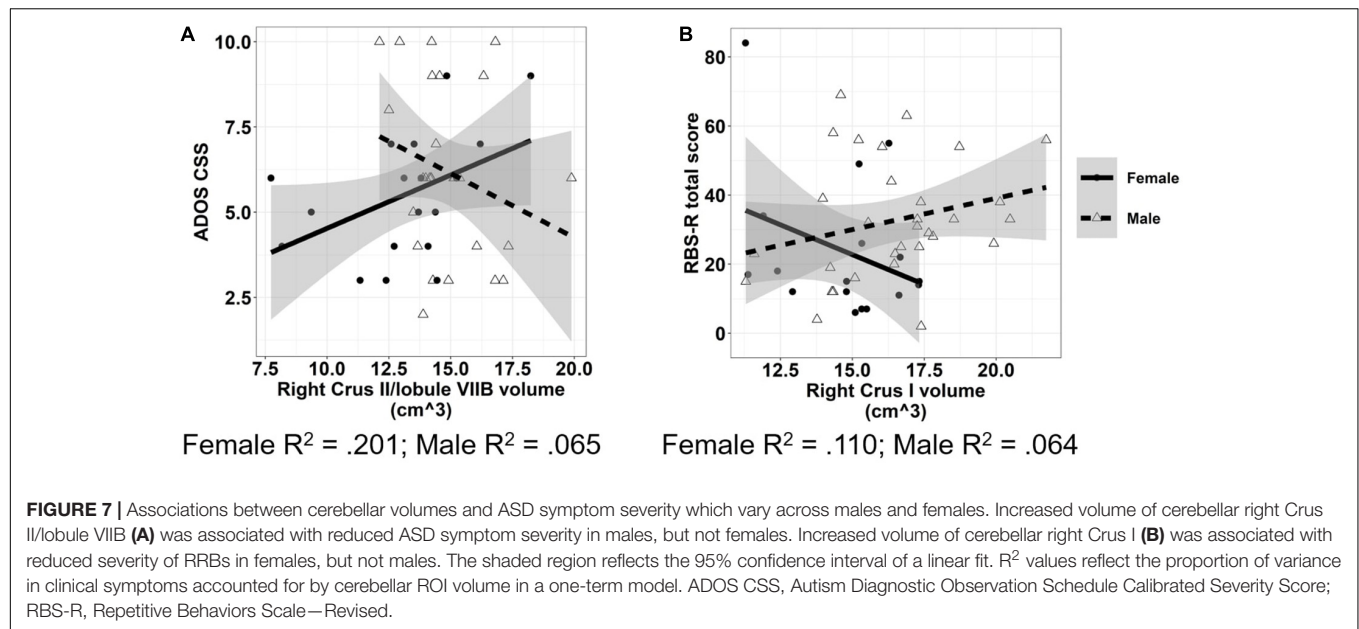 A
10.0
7.5
5.0
2.5
ADOS CSS
7.5 10.0 12.5 15.0 17.5 20.0
Right Crus II/lobule VIIB volume
(cm^3)
Female R² = .201; Male R² = .065
B
80
60
40
20
0
RBS-R total score
12.5 15.0 17.5 20.0
Right Crus I volume
(cm^3)
Female
Male
Female R² = .110; Male R² = .064
FIGURE 7 | Associations between cerebellar volumes and ASD symptom severity which vary across males and females. Increased volume of cerebellar right Crus
II/lobule VIIB (A) was associated with reduced ASD symptom severity in males, but not females. Increased volume of cerebellar right Crus I (B) was associated with
reduced severity of RRBs in females, but not males. The shaded region reflects the 95% confidence interval of a linear fit. R² values reflect the proportion of variance
in clinical symptoms accounted for by cerebellar ROI volume in a one-term model. ADOS CSS, Autism Diagnostic Observation Schedule Calibrated Severity Score;
RBS-R, Repetitive Behaviors Scale—Revised.